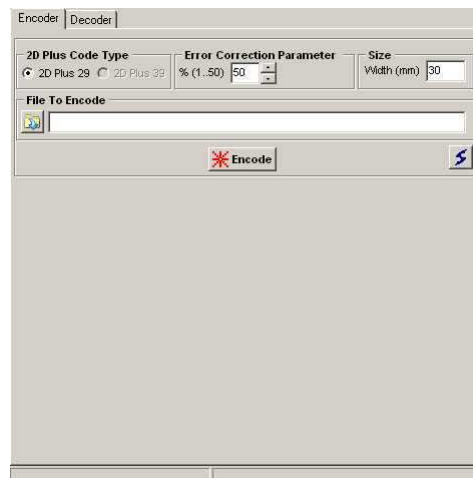 Encoder Decoder
2D Plus Code Type Error Correction Parameter Size
2D Plus 29 2D Plus 39 % (1..50) 50 Width (mm) 30
File To Encode
Encode